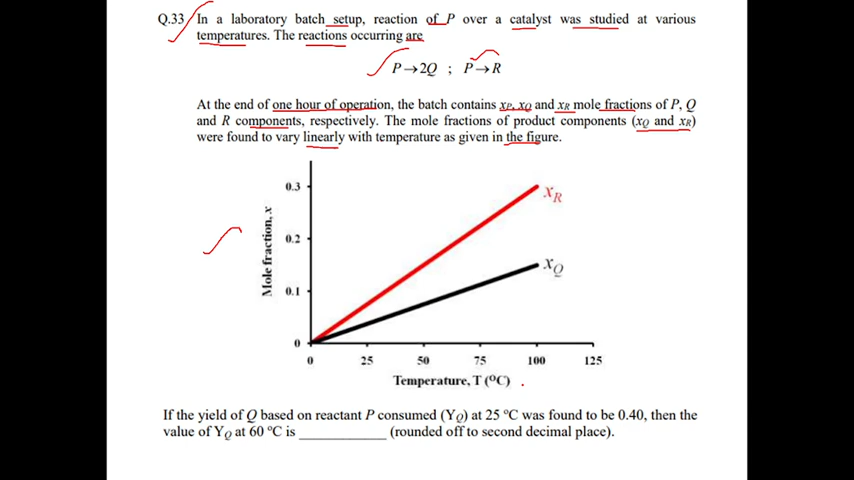 Q.33 In a laboratory batch setup, reaction of P over a catalyst was studied at various
temperatures. The reactions occurring are
P→2Q ; P→R
At the end of one hour of operation, the batch contains xP, xQ and xR mole fractions of P, Q
and R components, respectively. The mole fractions of product components (xQ and xR)
were found to vary linearly with temperature as given in the figure.
0.3
0.2
0.1
0
Mole fraction, x
xR
xQ
0 25 50 75 100 125
Temperature, T (⁰C)
If the yield of Q based on reactant P consumed (YQ) at 25 ⁰C was found to be 0.40, then the
value of YQ at 60 ⁰C is ____________ (rounded off to second decimal place).